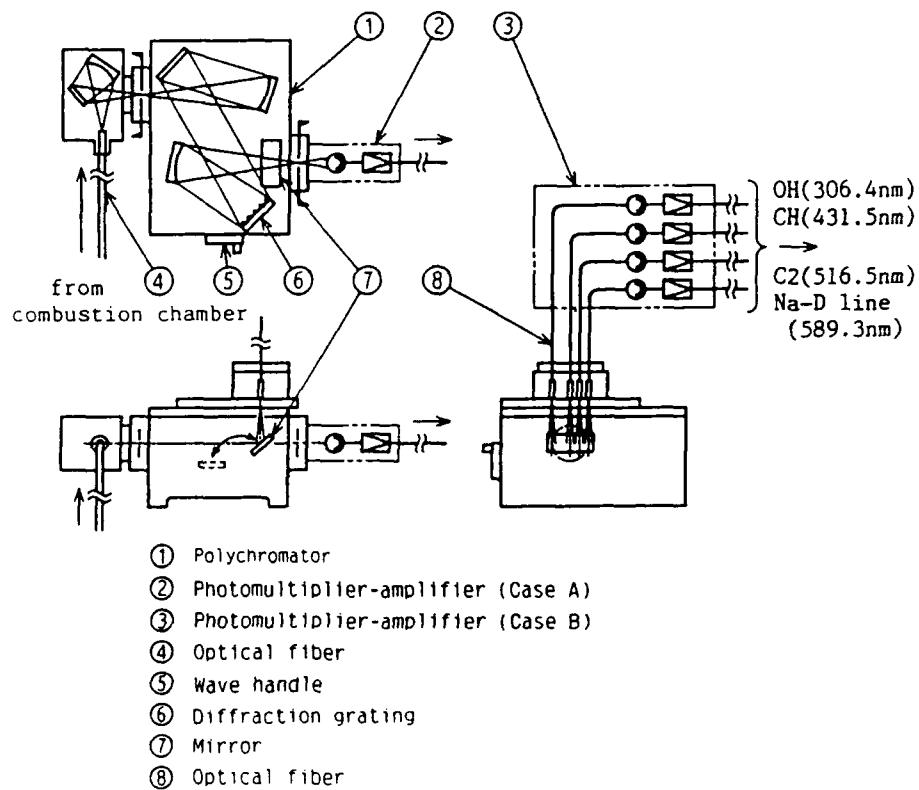 ① ② ③
OH(306.4nm)
CH(431.5nm)
C2(516.5nm)
Na-D line
(589.3nm)
④ ⑤ ⑥ ⑦ ⑧
from
combustion chamber
① Polychromator
② Photomultiplier-amplifier (Case A)
③ Photomultiplier-amplifier (Case B)
④ Optical fiber
⑤ Wave handle
⑥ Diffraction grating
⑦ Mirror
⑧ Optical fiber